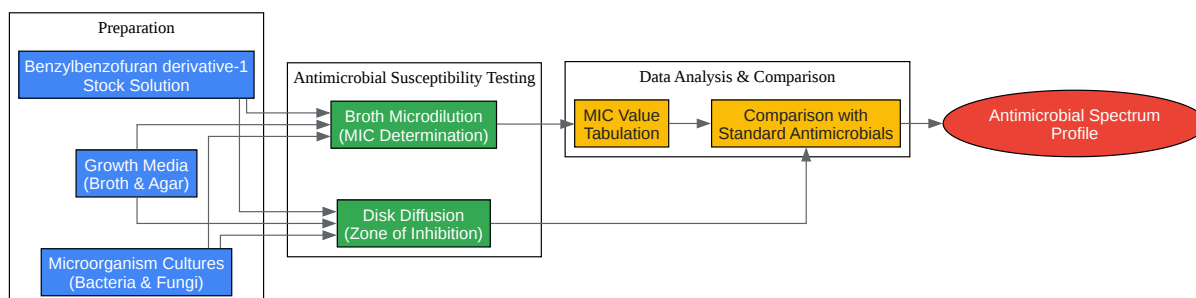 Preparation
Benzylbenzofuran derivative-1
Stock Solution
Growth Media
(Broth & Agar)
Microorganism Cultures
(Bacteria & Fungi)
Antimicrobial Susceptibility Testing
Broth Microdilution
(MIC Determination)
Disk Diffusion
(Zone of Inhibition)
Data Analysis & Comparison
MIC Value
Tabulation
Comparison with
Standard Antimicrobials
Antimicrobial Spectrum
Profile